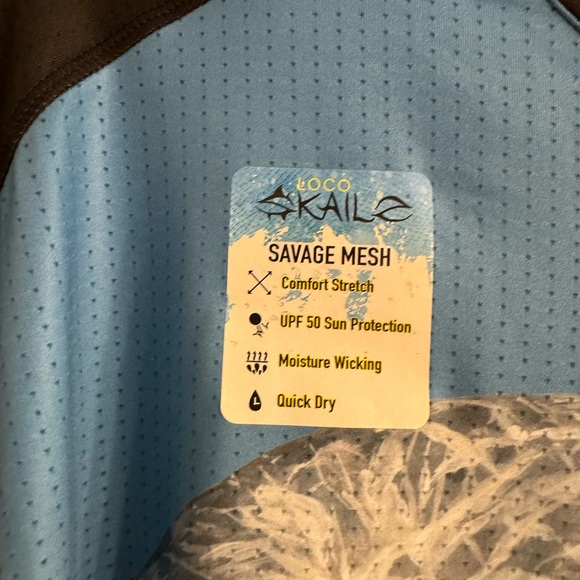 LOCO
SKAILZ
SAVAGE MESH
Comfort Stretch
UPF 50 Sun Protection
Moisture Wicking
Quick Dry